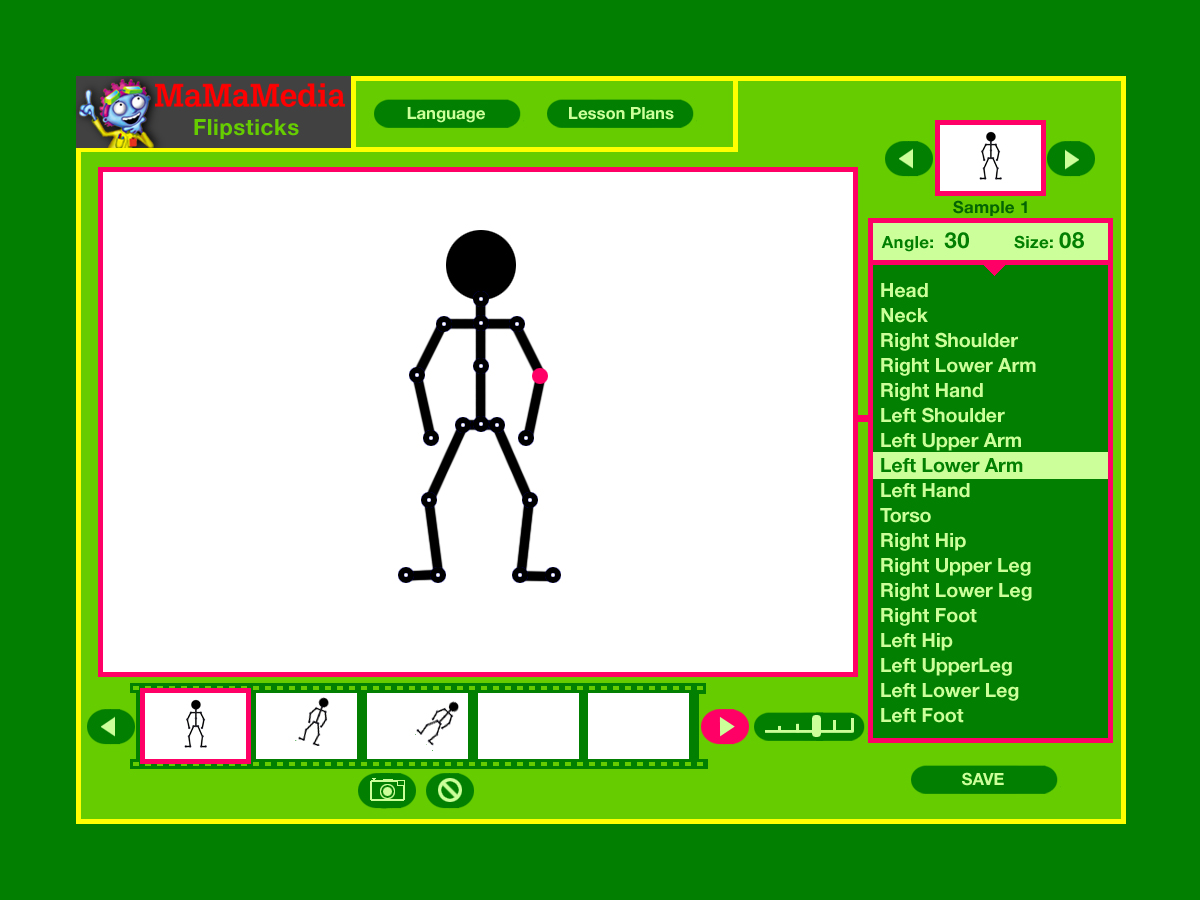 MaMaMedia
Flipsticks
Language
Lesson Plans
Sample 1
Angle: 30 Size: 08
Head
Neck
Right Shoulder
Right Lower Arm
Right Hand
Left Shoulder
Left Upper Arm
Left Lower Arm
Left Hand
Torso
Right Hip
Right Upper Leg
Right Lower Leg
Right Foot
Left Hip
Left UpperLeg
Left Lower Leg
Left Foot
SAVE